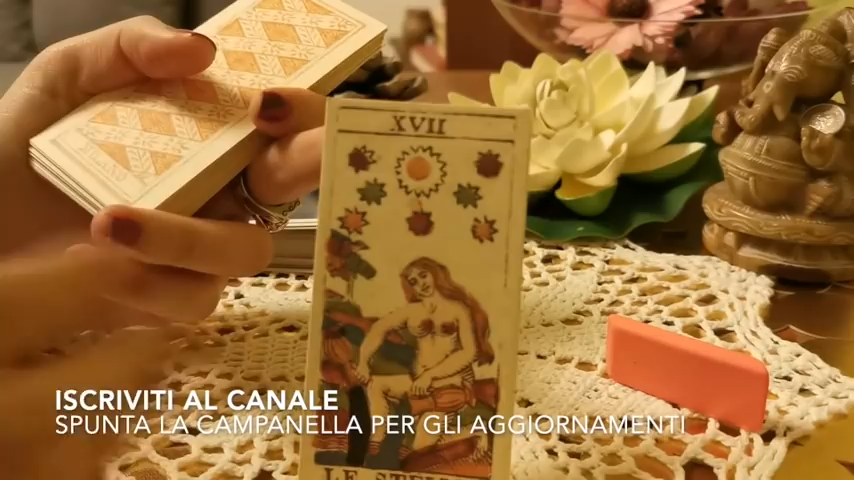 XVII
ISCRIVITI AL CANALE
SPUNTA LA CAMPANELLA PER GLI AGGIORNAMENTI